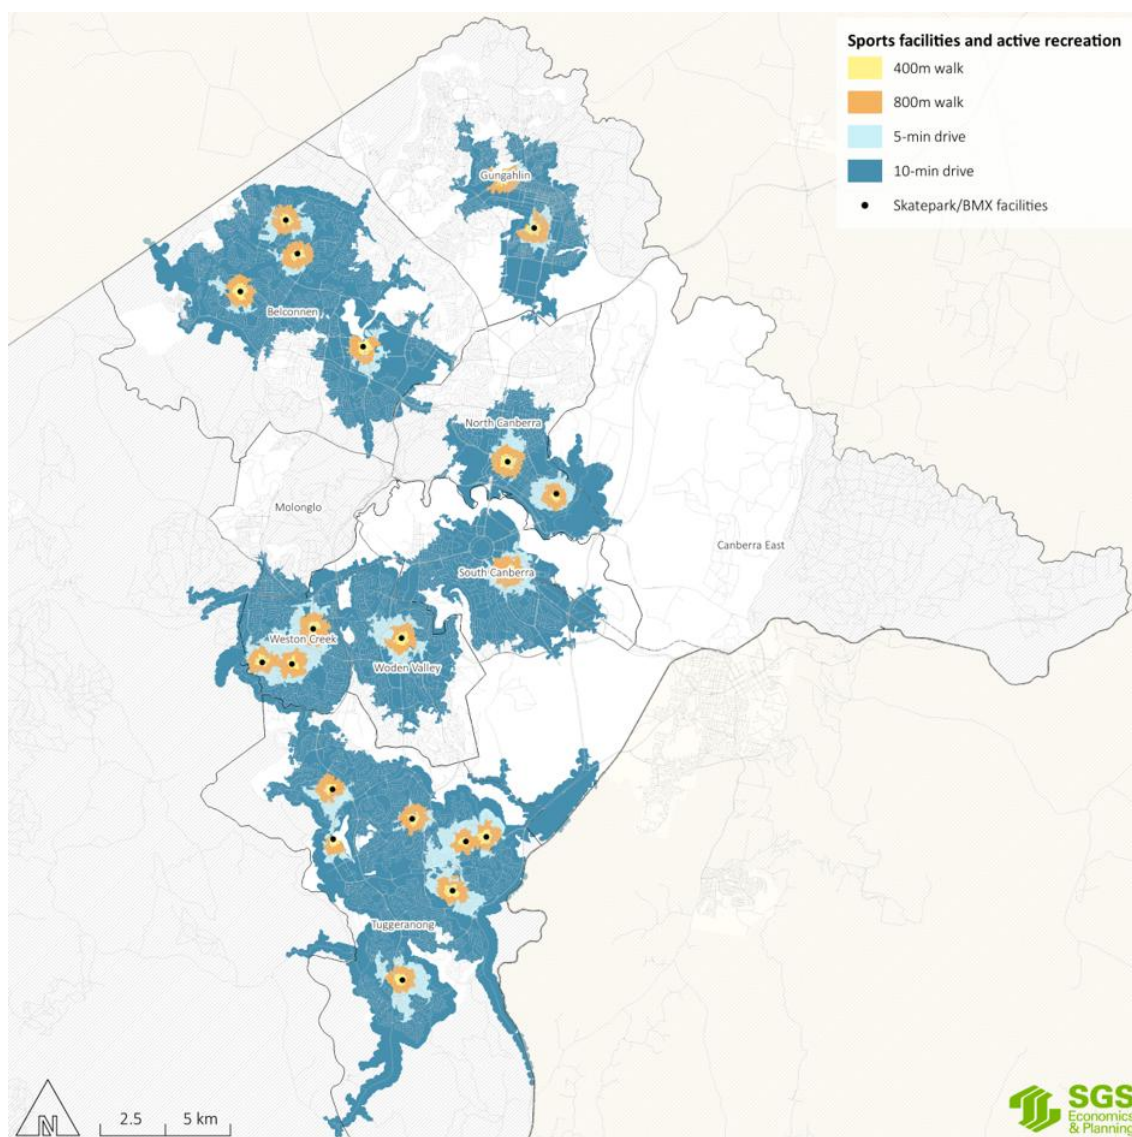 Sports facilities and active recreation
400m walk
800m walk
5-min drive
10-min drive
Skatepark/BMX facilities
Gungahlin
Belconnen
North Canberra
Molonglo
Canberra East
South Canberra
Weston Creek
Woden Valley
Tuggeranong
N
2.5 5 km
SGS
Economics
& Planning